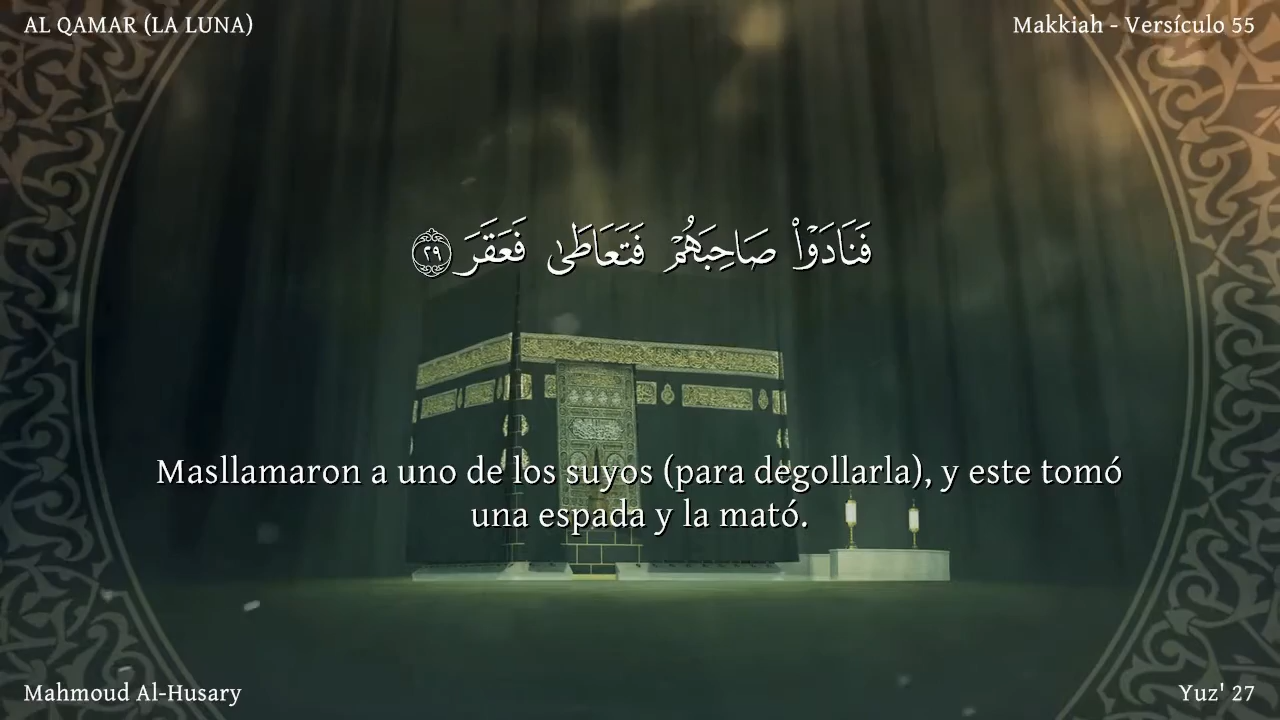 AL QAMAR (LA LUNA)
Makkiah - Versículo 55
فَنَادَوْا۟ صَاحِبَهُمْ فَتَعَاطَىٰ فَعَقَرَ ٢٩
Masllamaron a uno de los suyos (para degollarla), y este tomó
una espada y la mató.
Mahmoud Al-Husary
Yuz' 27